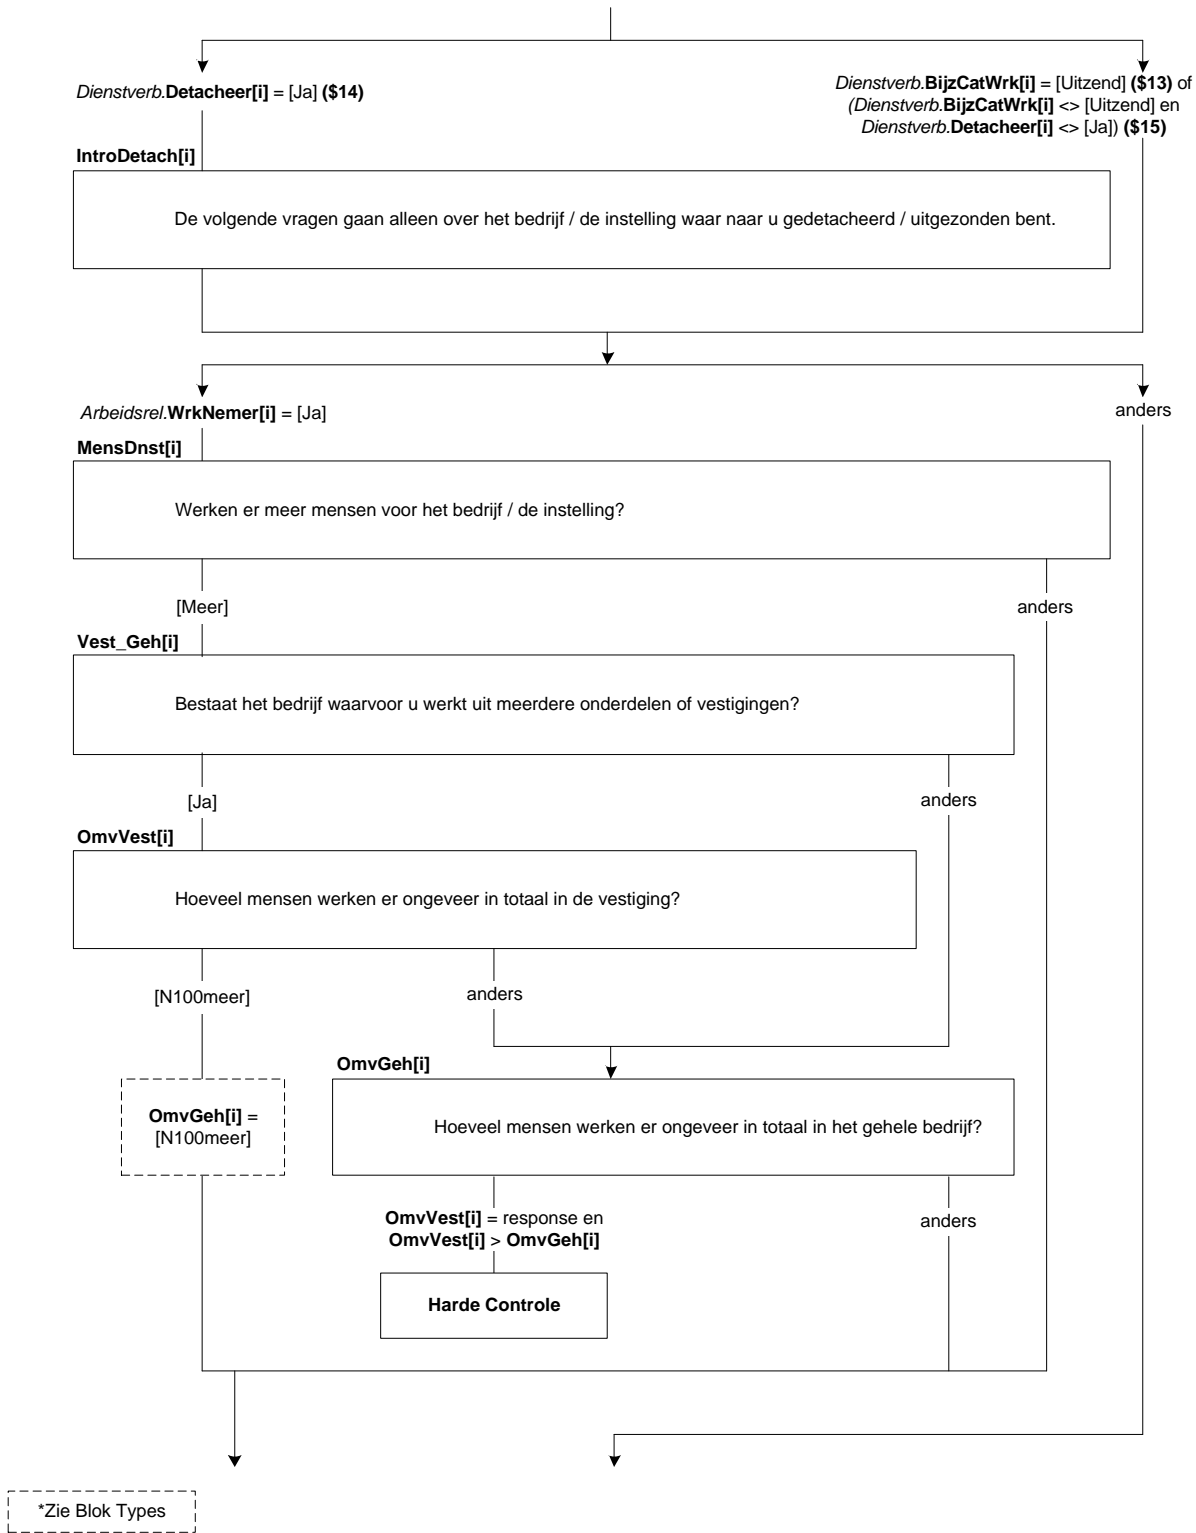 Dienstverb.Detacheer[i] = [Ja] ($14)
Dienstverb.BijzCatWrk[i] = [Uitzend] ($13) of
(Dienstverb.BijzCatWrk[i] <> [Uitzend] en
Dienstverb.Detacheer[i] <> [Ja]) ($15)
IntroDetach[i]
De volgende vragen gaan alleen over het bedrijf / de instelling waar naar u gedetacheerd / uitgezonden bent.
Arbeidsrel.WrkNemer[i] = [Ja]
anders
MensDnst[i]
Werken er meer mensen voor het bedrijf / de instelling?
[Meer]
anders
Vest_Geh[i]
Bestaat het bedrijf waarvoor u werkt uit meerdere onderdelen of vestigingen?
[Ja]
anders
OmvVest[i]
Hoeveel mensen werken er ongeveer in totaal in de vestiging?
[N100meer]
anders
OmvGeh[i]
OmvGeh[i] =
[N100meer]
Hoeveel mensen werken er ongeveer in totaal in het gehele bedrijf?
OmvVest[i] = response en
OmvVest[i] > OmvGeh[i]
anders
Harde Controle
*Zie Blok Types